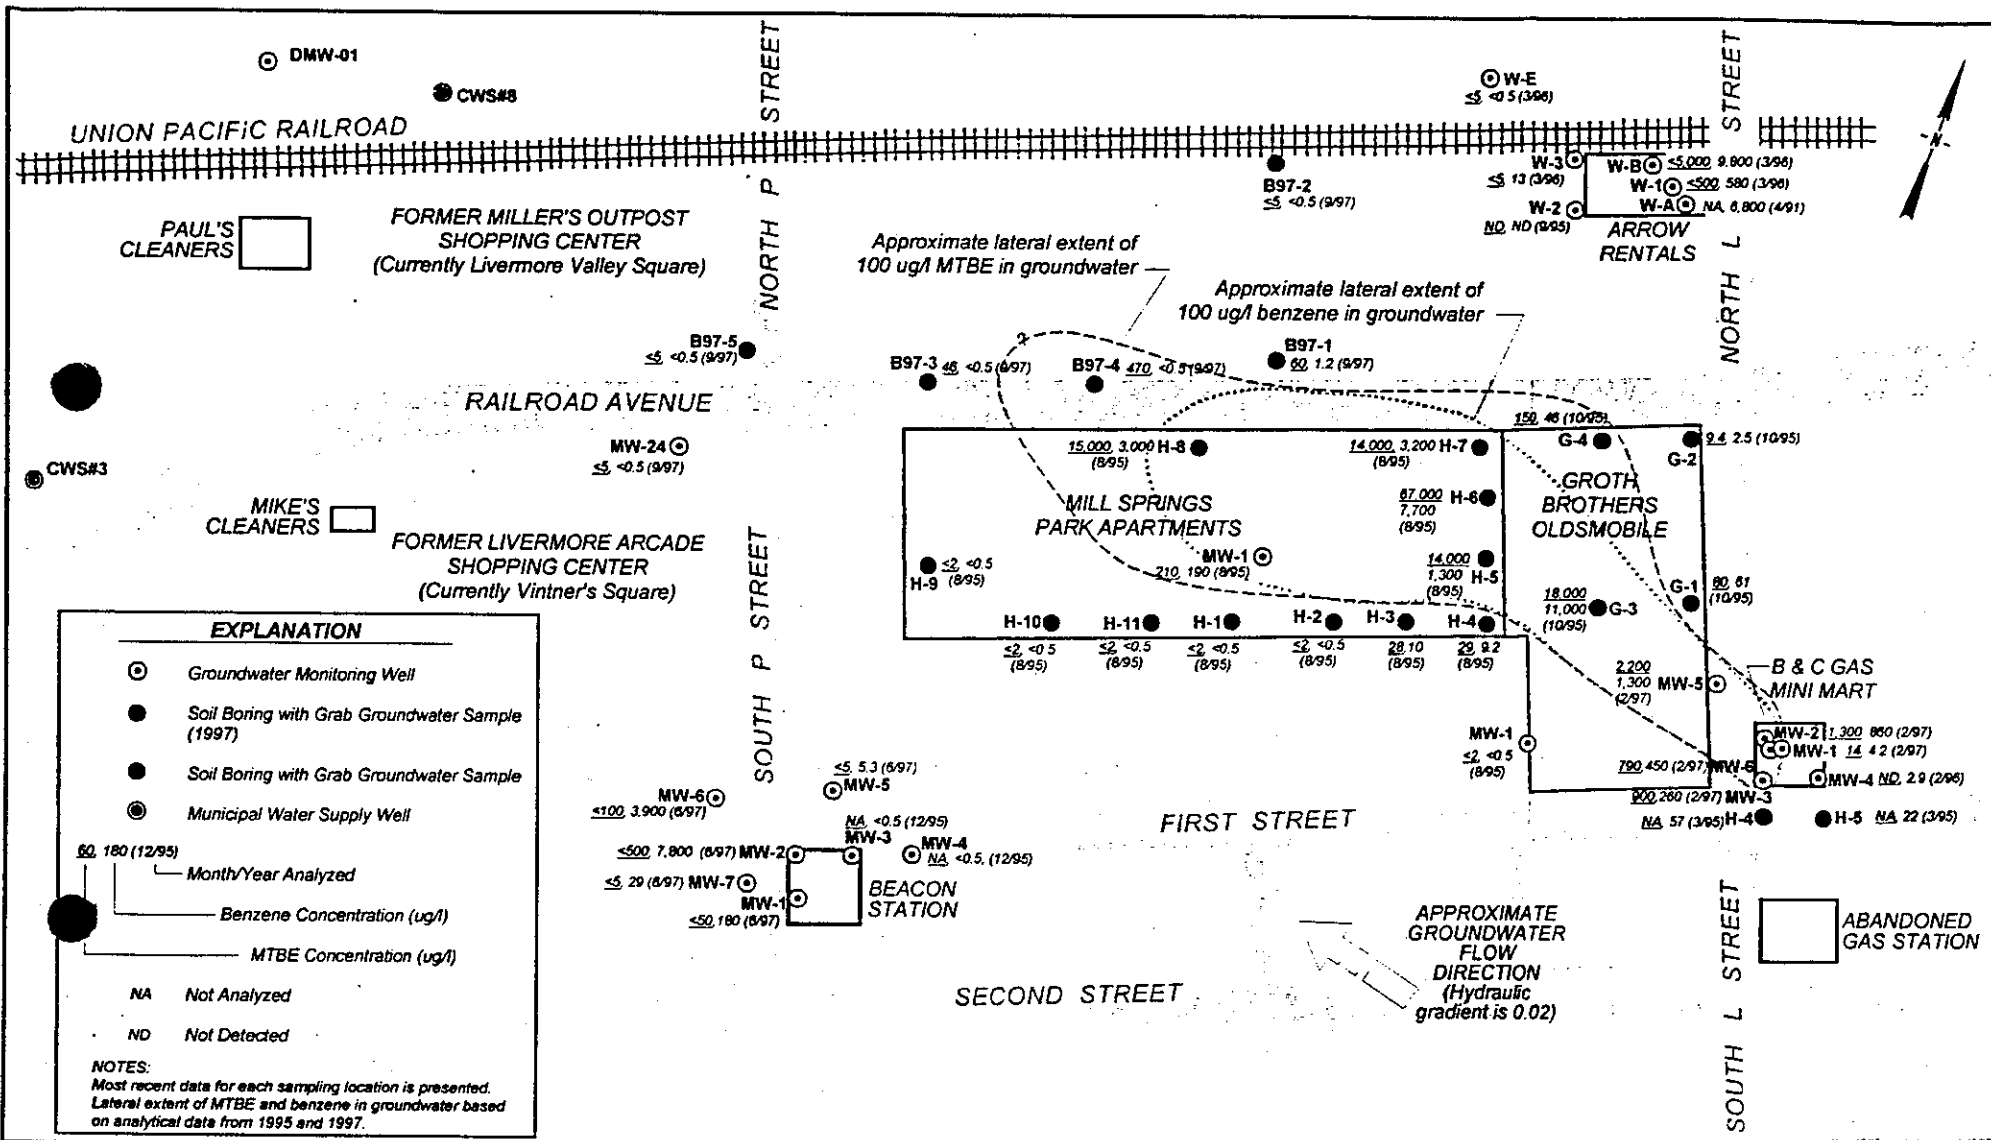 DMW-01
CWS#8
UNION PACIFIC RAILROAD
NORTH P STREET
W-E
≤5, <0.5 (3/96)
NORTH L STREET
N
B97-2
≤5, <0.5 (9/97)
W-3
≤5, 13 (3/96)
W-2
ND, ND (9/95)
W-B ≤5,000, 9,800 (3/96)
W-1 ≤500, 580 (3/96)
W-A NA, 6,800 (4/91)
ARROW
RENTALS
PAUL'S
CLEANERS
FORMER MILLER'S OUTPOST
SHOPPING CENTER
(Currently Livermore Valley Square)
Approximate lateral extent of
100 ug/l MTBE in groundwater
Approximate lateral extent of
100 ug/l benzene in groundwater
B97-5
≤5, <0.5 (9/97)
B97-3 46, <0.5 (9/97)
B97-4 470, <0.5 (9/97)
B97-1
60, 1.2 (9/97)
?
RAILROAD AVENUE
MW-24
≤5, <0.5 (9/97)
CWS#3
MIKE'S
CLEANERS
FORMER LIVERMORE ARCADE
SHOPPING CENTER
(Currently Vintner's Square)
15,000, 3,000 H-8
(8/95)
14,000, 3,200 H-7
(8/95)
67,000
7,700
(8/95)
H-6
14,000
1,300
(8/95)
H-5
MILL SPRINGS
PARK APARTMENTS
MW-1
210, 190 (8/95)
H-9
≤2, <0.5
(8/95)
H-10
≤2, <0.5
(8/95)
H-11
≤2, <0.5
(8/95)
H-1
≤2, <0.5
(8/95)
H-2
≤2, <0.5
(8/95)
H-3
28, 10
(8/95)
H-4
29, 9.2
(8/95)
150, 46 (10/95)
G-4
G-2
9.4, 2.5 (10/95)
GROTH
BROTHERS
OLDSMOBILE
18,000
11,000
(10/95)
G-3
G-1
80, 61
(10/95)
2,200
1,300
(2/97)
MW-5
B & C GAS
MINI MART
MW-2 1,300, 860 (2/97)
MW-1 14, 4.2 (2/97)
790, 450 (2/97) MW-6
MW-4 ND, 2.9 (2/96)
900, 260 (2/97) MW-3
NA, 57 (3/95) H-4
H-5 NA, 22 (3/95)
MW-1
≤2, <0.5
(8/95)
SOUTH P STREET
MW-6
≤100, 3,900 (6/97)
≤5, 5.3 (6/97)
MW-5
NA, <0.5 (12/95)
MW-3
MW-4
NA, <0.5, (12/95)
≤500, 7,800 (6/97) MW-2
≤5, 29 (6/97) MW-7
MW-1
≤50, 180 (6/97)
BEACON
STATION
FIRST STREET
SECOND STREET
APPROXIMATE
GROUNDWATER
FLOW
DIRECTION
(Hydraulic
gradient is 0.02)
SOUTH L STREET
ABANDONED
GAS STATION
EXPLANATION
Groundwater Monitoring Well
Soil Boring with Grab Groundwater Sample
(1997)
Soil Boring with Grab Groundwater Sample
Municipal Water Supply Well
60, 180 (12/95)
Month/Year Analyzed
Benzene Concentration (ug/l)
MTBE Concentration (ug/l)
NA Not Analyzed
ND Not Detected
NOTES:
Most recent data for each sampling location is presented.
Lateral extent of MTBE and benzene in groundwater based
on analytical data from 1995 and 1997.